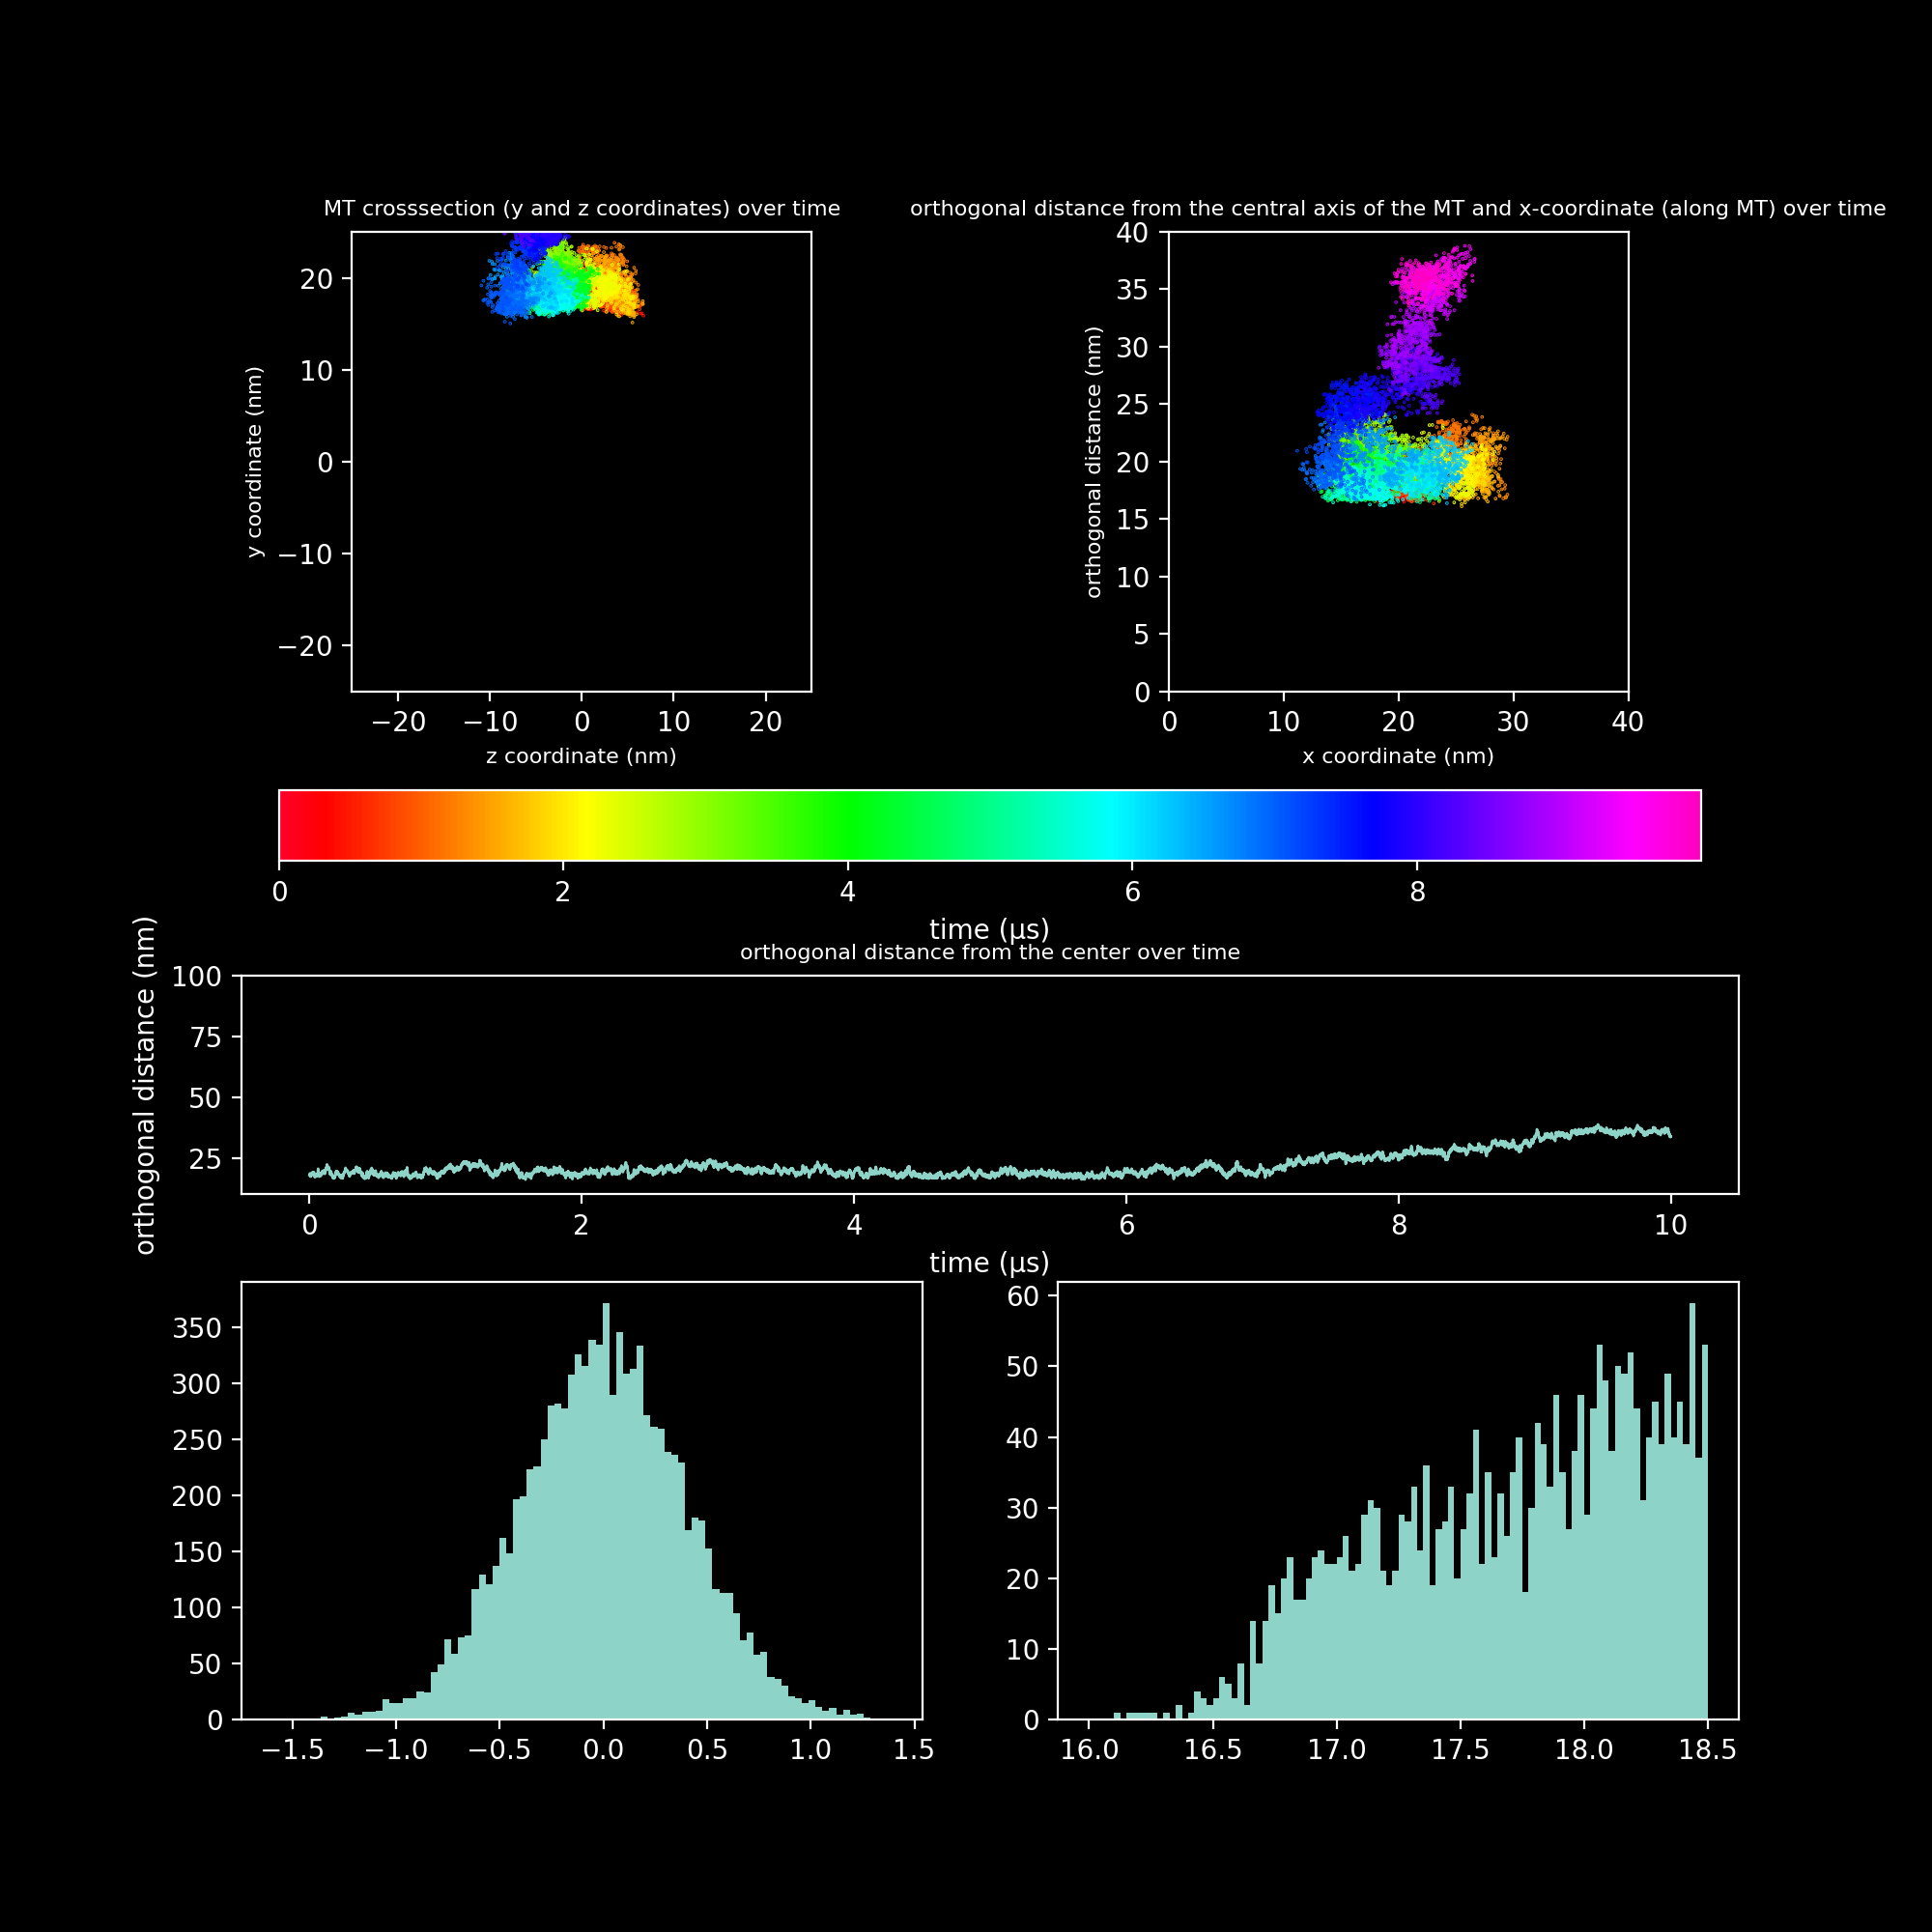 MT crosssection (y and z coordinates) over time
y coordinate (nm)
20
10
0
−10
−20
−20 −10 0 10 20
z coordinate (nm)
orthogonal distance from the central axis of the MT and x-coordinate (along MT) over time
orthogonal distance (nm)
40
35
30
25
20
15
10
5
0
0 10 20 30 40
x coordinate (nm)
0 2 4 6 8
time (μs)
orthogonal distance from the center over time
orthogonal distance (nm)
100
75
50
25
0 2 4 6 8 10
time (μs)
350
300
250
200
150
100
50
0
−1.5 −1.0 −0.5 0.0 0.5 1.0 1.5
60
50
40
30
20
10
0
16.0 16.5 17.0 17.5 18.0 18.5